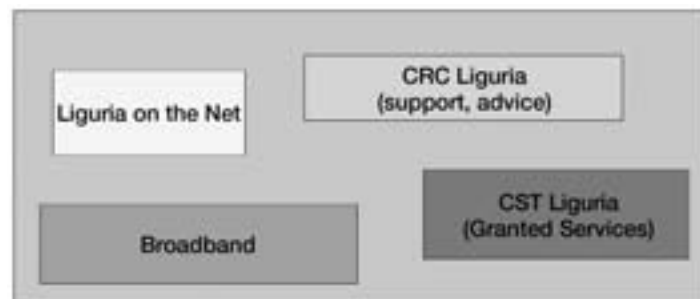 CRC Liguria
(support, advice)
Liguria on the Net
CST Liguria
(Granted Services)
Broadband